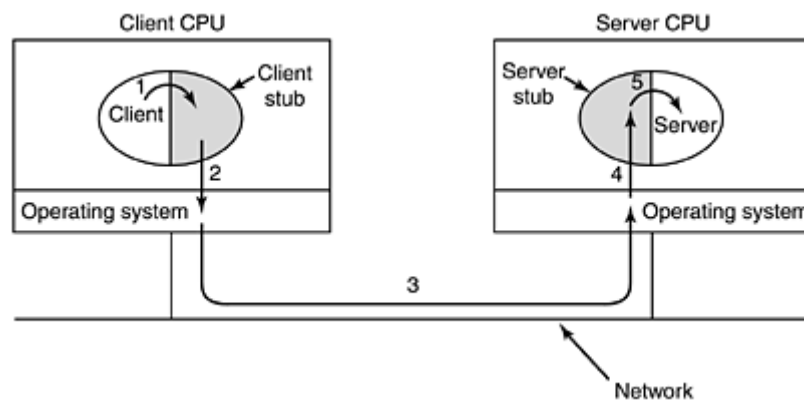 Client CPU
Server CPU
1
Client
Client
stub
2
Operating system
3
Server
stub
5
Server
4
Operating system
Network